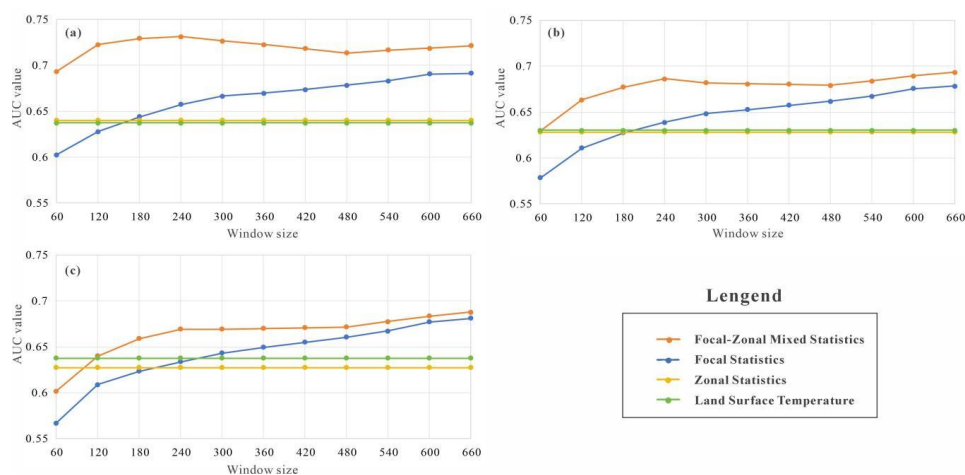 (a)
AUC value
0.75
0.7
0.65
0.6
0.55
60 120 180 240 300 360 420 480 540 600 660
Window size
(b)
AUC value
0.75
0.7
0.65
0.6
0.55
0.5
60 120 180 240 300 360 420 480 540 600 660
Window size
(c)
AUC value
0.75
0.7
0.65
0.6
0.55
60 120 180 240 300 360 420 480 540 600 660
Window size
Lengend
Focal-Zonal Mixed Statistics
Focal Statistics
Zonal Statistics
Land Surface Temperature